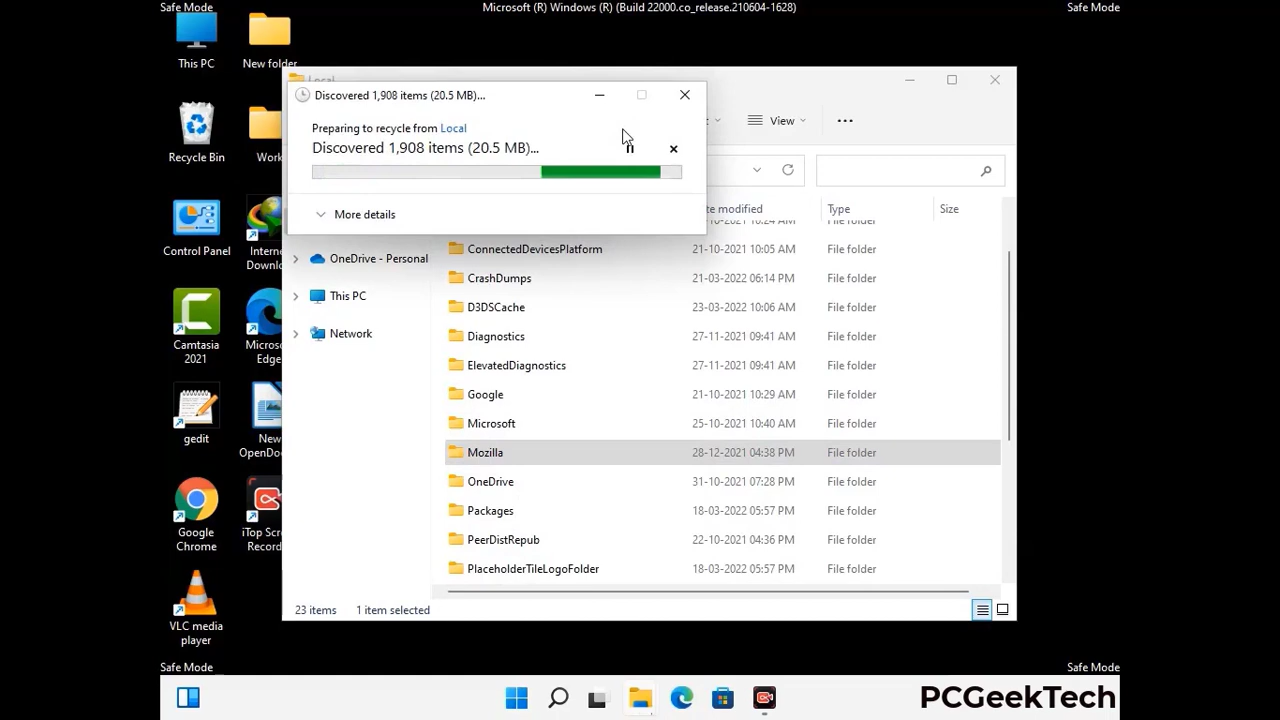 Safe Mode
Microsoft (R) Windows (R) (Build 22000.co_release.210604-1628)
Safe Mode
This PC
New folder
Recycle Bin
Work
Control Panel
Internet
Downlo
Camtasia
2021
Micros
Edge
gedit
New
OpenDoc
Google
Chrome
iTop Scre
Record
VLC media
player
Local
Discovered 1,908 items (20.5 MB)...
Preparing to recycle from Local
Discovered 1,908 items (20.5 MB)...
More details
View
OneDrive - Personal
This PC
Network
te modified
Type
Size
File folder
ConnectedDevicesPlatform 21-10-2021 10:05 AM File folder
CrashDumps 21-03-2022 06:14 PM File folder
D3DSCache 23-03-2022 10:06 AM File folder
Diagnostics 27-11-2021 09:41 AM File folder
ElevatedDiagnostics 27-11-2021 09:41 AM File folder
Google 21-10-2021 10:29 AM File folder
Microsoft 25-10-2021 10:40 AM File folder
Mozilla 28-12-2021 04:38 PM File folder
OneDrive 31-10-2021 07:28 PM File folder
Packages 18-03-2022 05:57 PM File folder
PeerDistRepub 22-10-2021 04:36 PM File folder
PlaceholderTileLogoFolder 18-03-2022 05:57 PM File folder
23 items
1 item selected
Safe Mode
Safe Mode
PCGeekTech